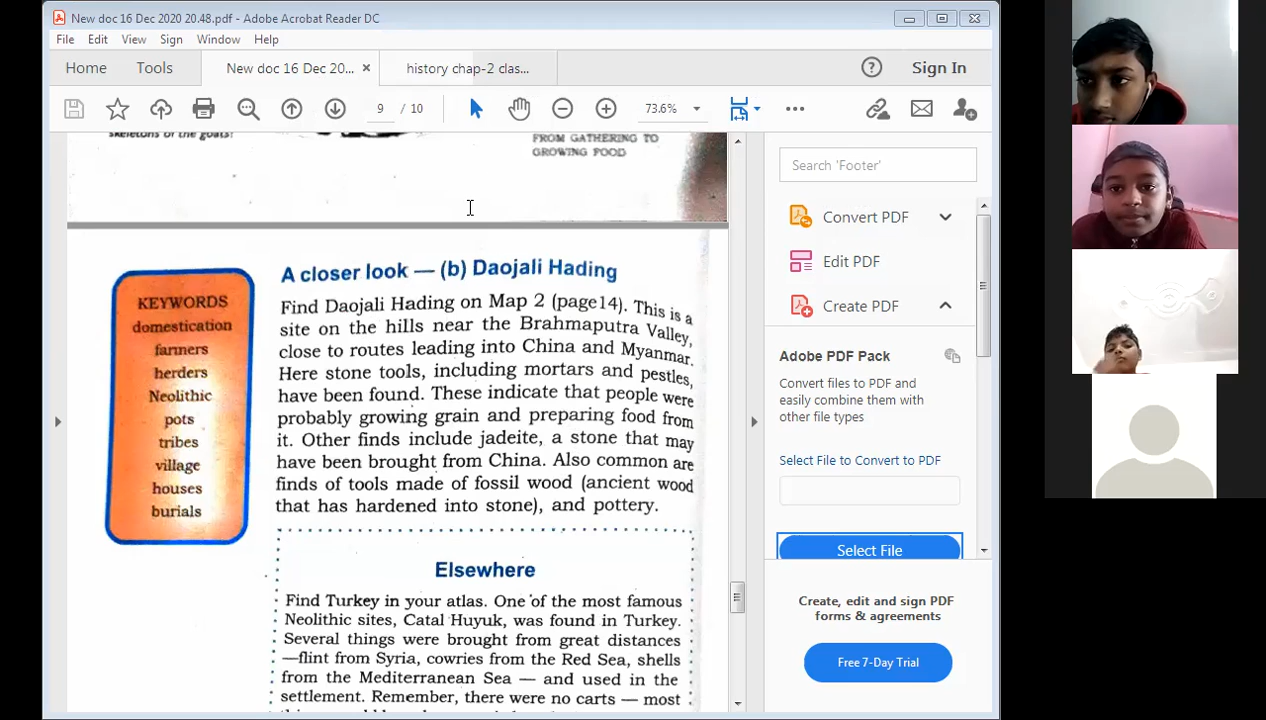 New doc 16 Dec 2020 20.48.pdf - Adobe Acrobat Reader DC
File Edit View Sign Window Help
Home Tools New doc 16 Dec 20... × history chap-2 clas... Sign In
9 / 10 73.6%
skeletons of the goats?
FROM GATHERING TO
GROWING FOOD
KEYWORDS
domestication
farmers
herders
Neolithic
pots
tribes
village
houses
burials
A closer look — (b) Daojali Hading
Find Daojali Hading on Map 2 (page14). This is a
site on the hills near the Brahmaputra Valley,
close to routes leading into China and Myanmar.
Here stone tools, including mortars and pestles,
have been found. These indicate that people were
probably growing grain and preparing food from
it. Other finds include jadeite, a stone that may
have been brought from China. Also common are
finds of tools made of fossil wood (ancient wood
that has hardened into stone), and pottery.
Elsewhere
Find Turkey in your atlas. One of the most famous
Neolithic sites, Catal Huyuk, was found in Turkey.
Several things were brought from great distances
—flint from Syria, cowries from the Red Sea, shells
from the Mediterranean Sea — and used in the
settlement. Remember, there were no carts — most
Search 'Footer'
Convert PDF
Edit PDF
Create PDF
Adobe PDF Pack
Convert files to PDF and
easily combine them with
other file types
Select File to Convert to PDF
Select File
Create, edit and sign PDF
forms & agreements
Free 7-Day Trial